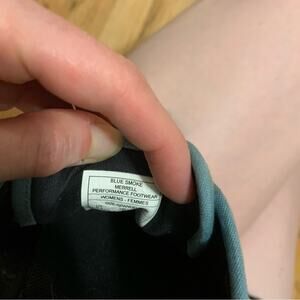 BLUE SMOKE
MERRELL
PERFORMANCE FOOTWEAR
WOMENS - FEMMES